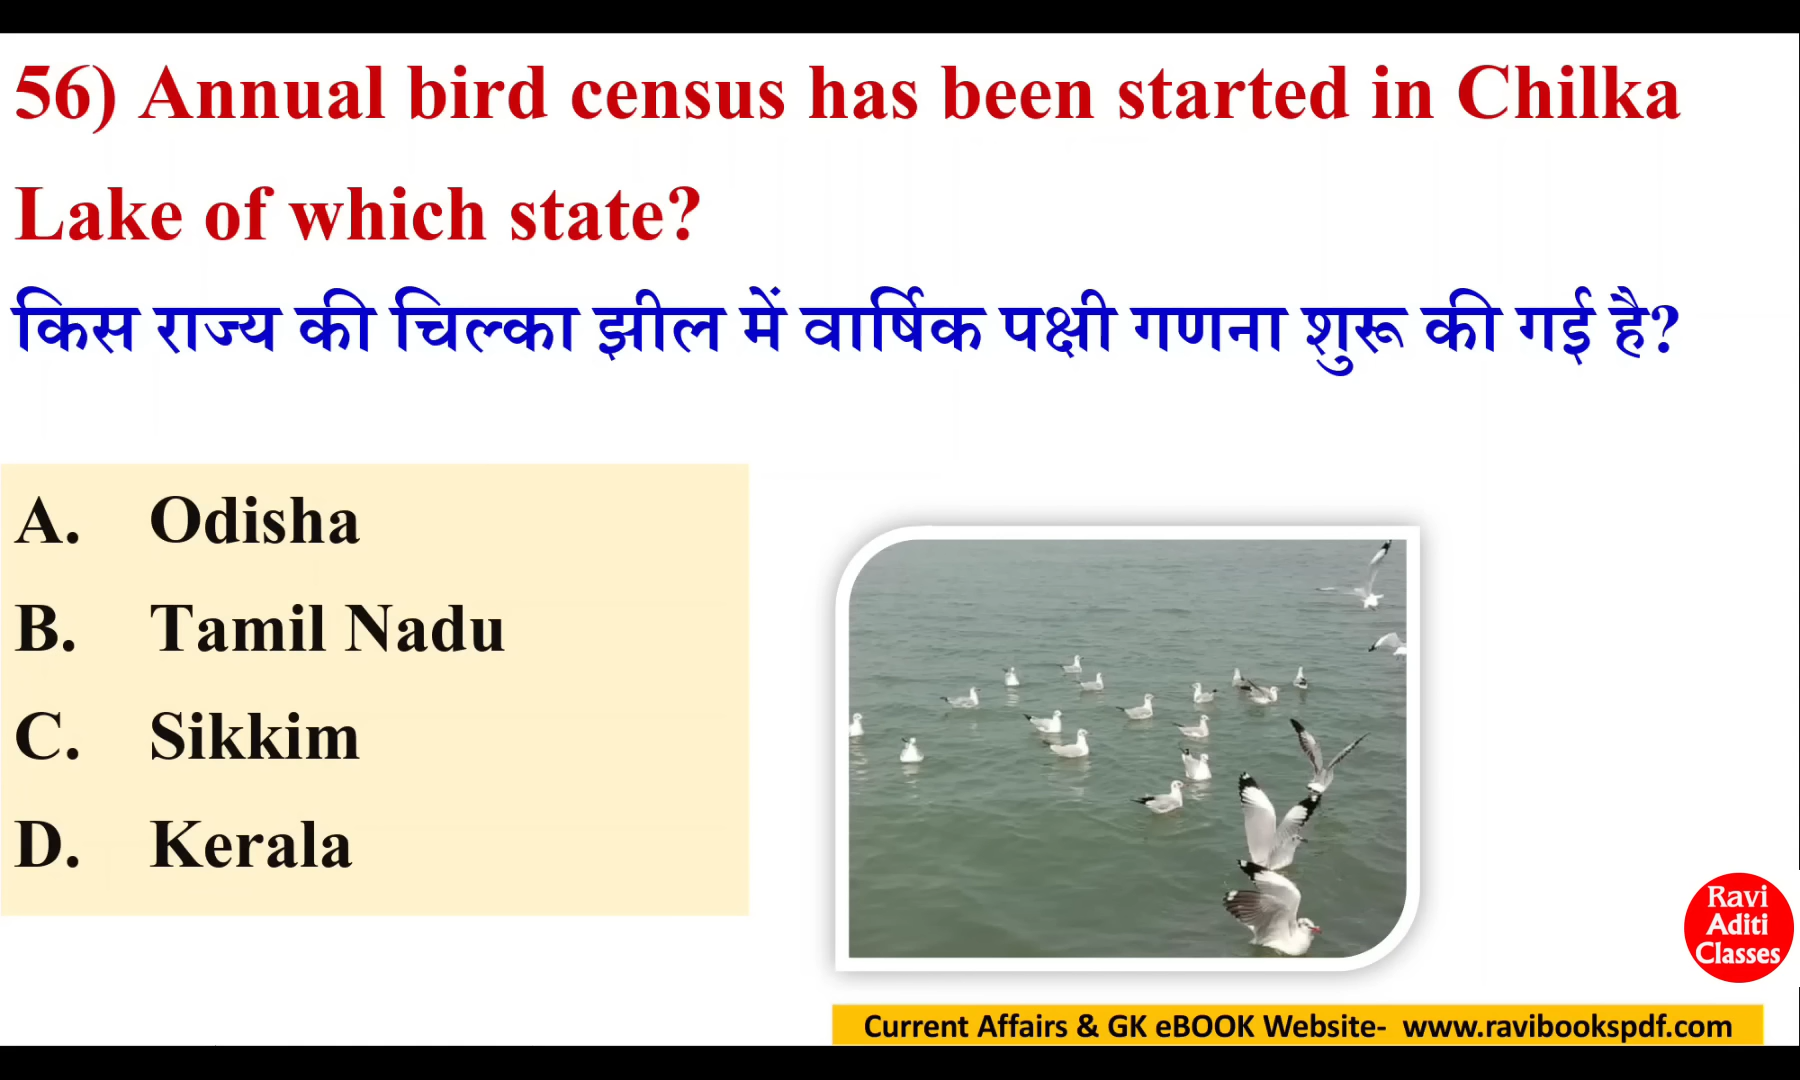 56) Annual bird census has been started in Chilka
Lake of which state?
किस राज्य की चिल्का झील में वार्षिक पक्षी गणना शुरू की गई है?
A. Odisha
B. Tamil Nadu
C. Sikkim
D. Kerala
Ravi
Aditi
Classes
Current Affairs & GK eBOOK Website- www.ravibookspdf.com